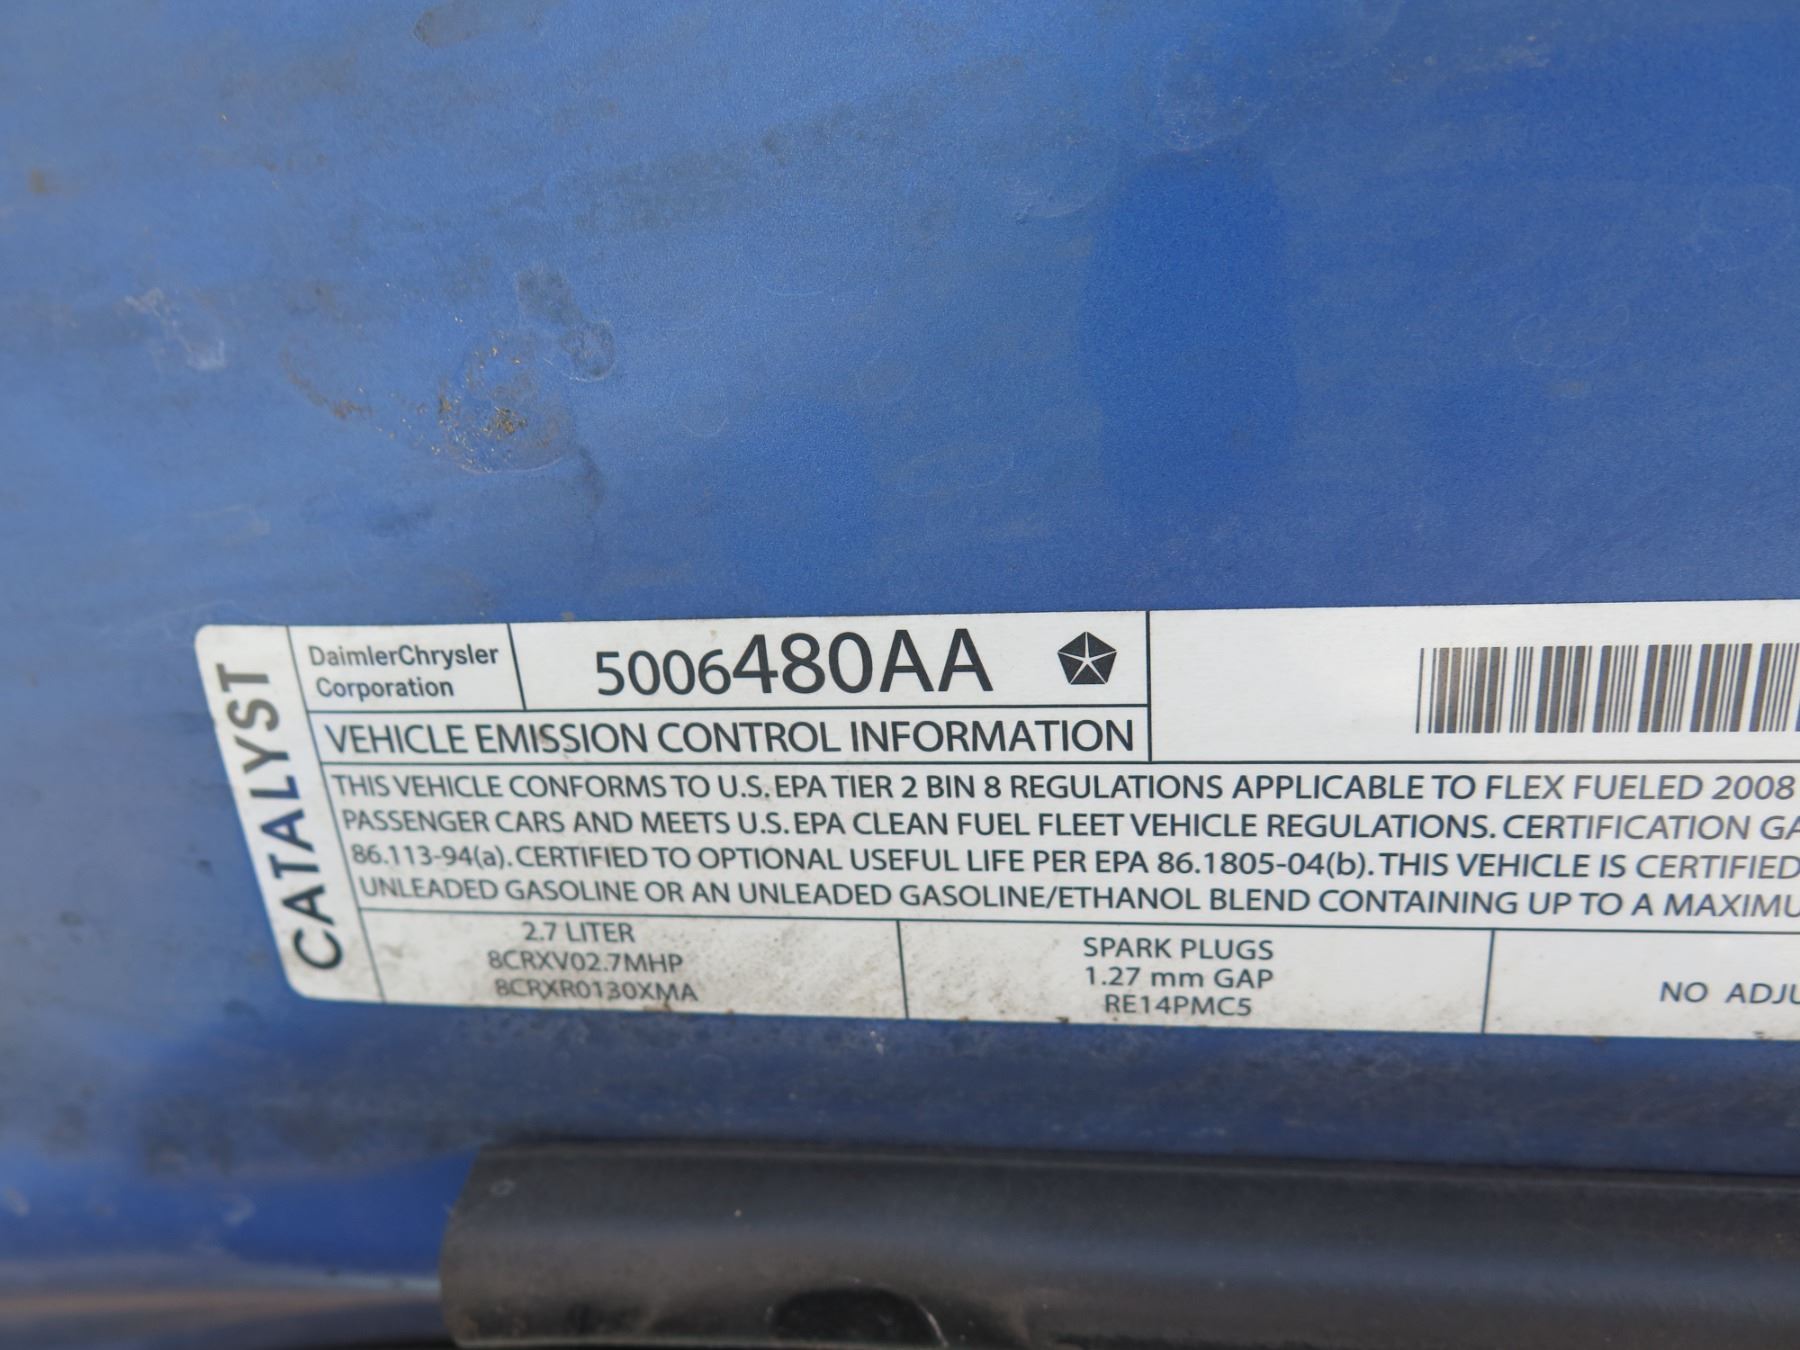 CATALYST
DaimlerChrysler
Corporation
5006480AA
VEHICLE EMISSION CONTROL INFORMATION
THIS VEHICLE CONFORMS TO U.S. EPA TIER 2 BIN 8 REGULATIONS APPLICABLE TO FLEX FUELED 2008
PASSENGER CARS AND MEETS U.S. EPA CLEAN FUEL FLEET VEHICLE REGULATIONS. CERTIFICATION GA
86.113-94(a). CERTIFIED TO OPTIONAL USEFUL LIFE PER EPA 86.1805-04(b). THIS VEHICLE IS CERTIFIED
UNLEADED GASOLINE OR AN UNLEADED GASOLINE/ETHANOL BLEND CONTAINING UP TO A MAXIMU
2.7 LITER
8CRXV02.7MHP
8CRXR0130XMA
SPARK PLUGS
1.27 mm GAP
RE14PMC5
NO ADJU